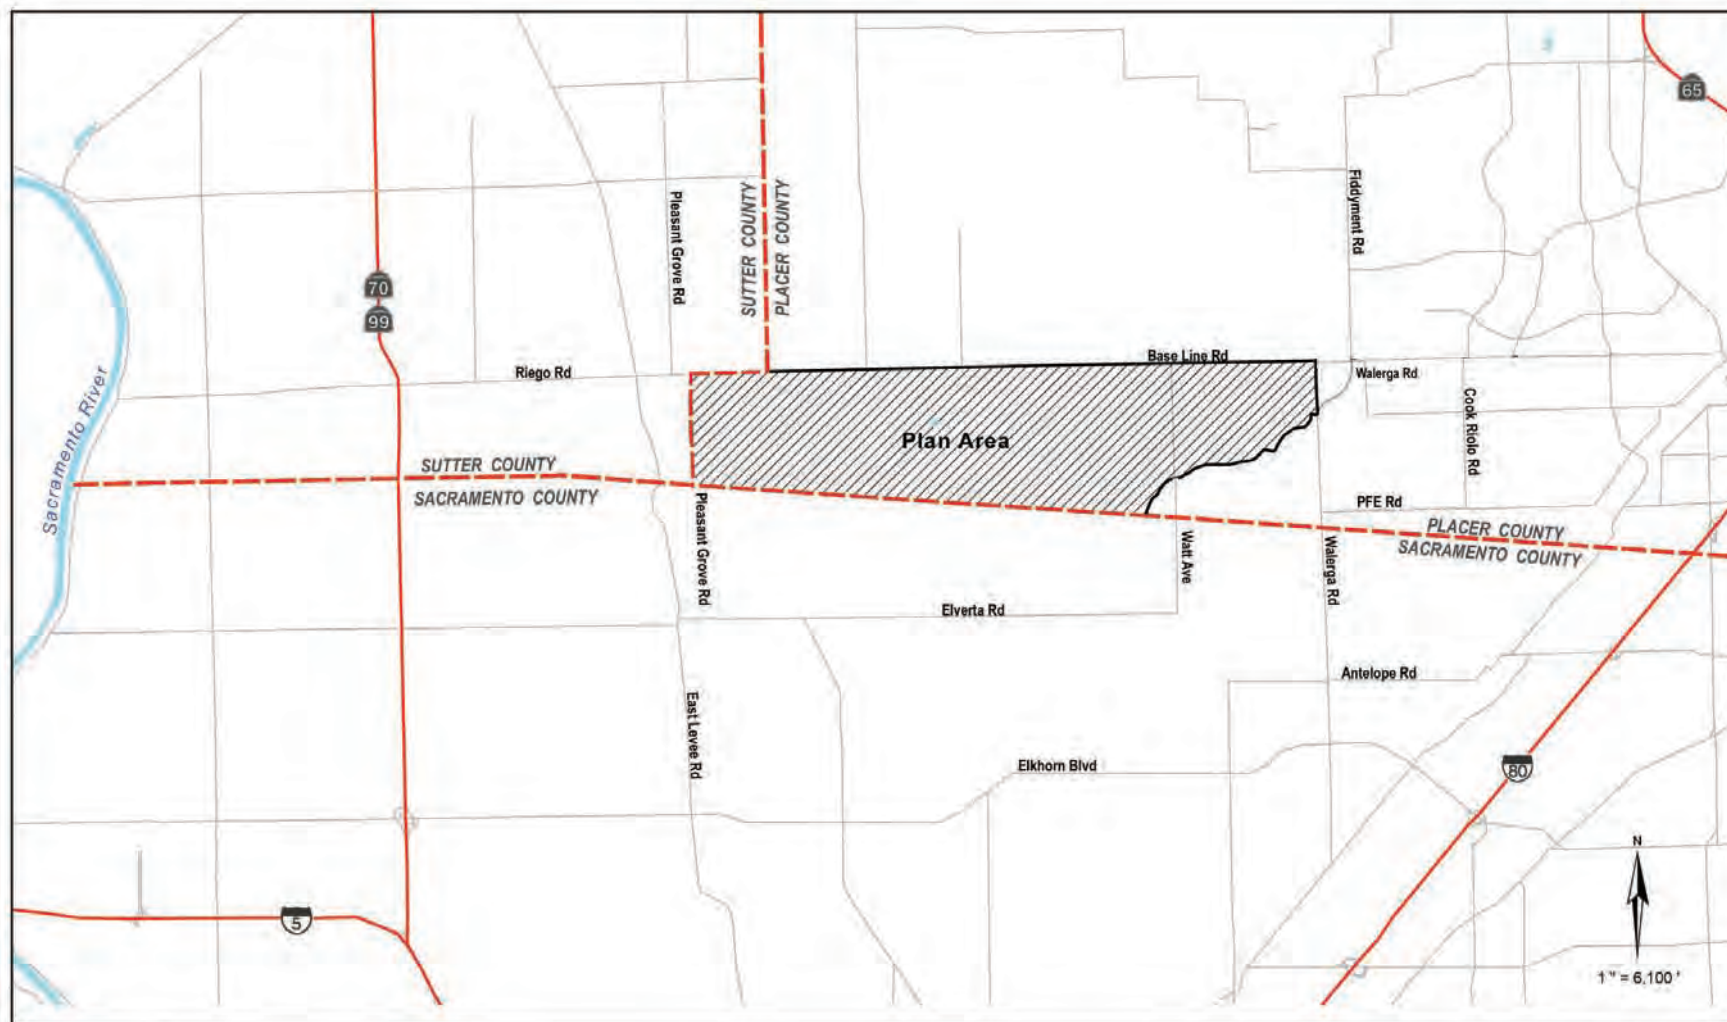 65
SUTTER COUNTY
PLACER COUNTY
Pleasant Grove Rd
Fiddyment Rd
70
99
Base Line Rd
Riego Rd
Walerga Rd
Sacramento River
Cook Riolo Rd
Plan Area
SUTTER COUNTY
SACRAMENTO COUNTY
Pleasant Grove Rd
PFE Rd
PLACER COUNTY
SACRAMENTO COUNTY
Watt Ave
Walerga Rd
Elverta Rd
Antelope Rd
East Levee Rd
Elkhorn Blvd
80
N
5
1" = 6,100'